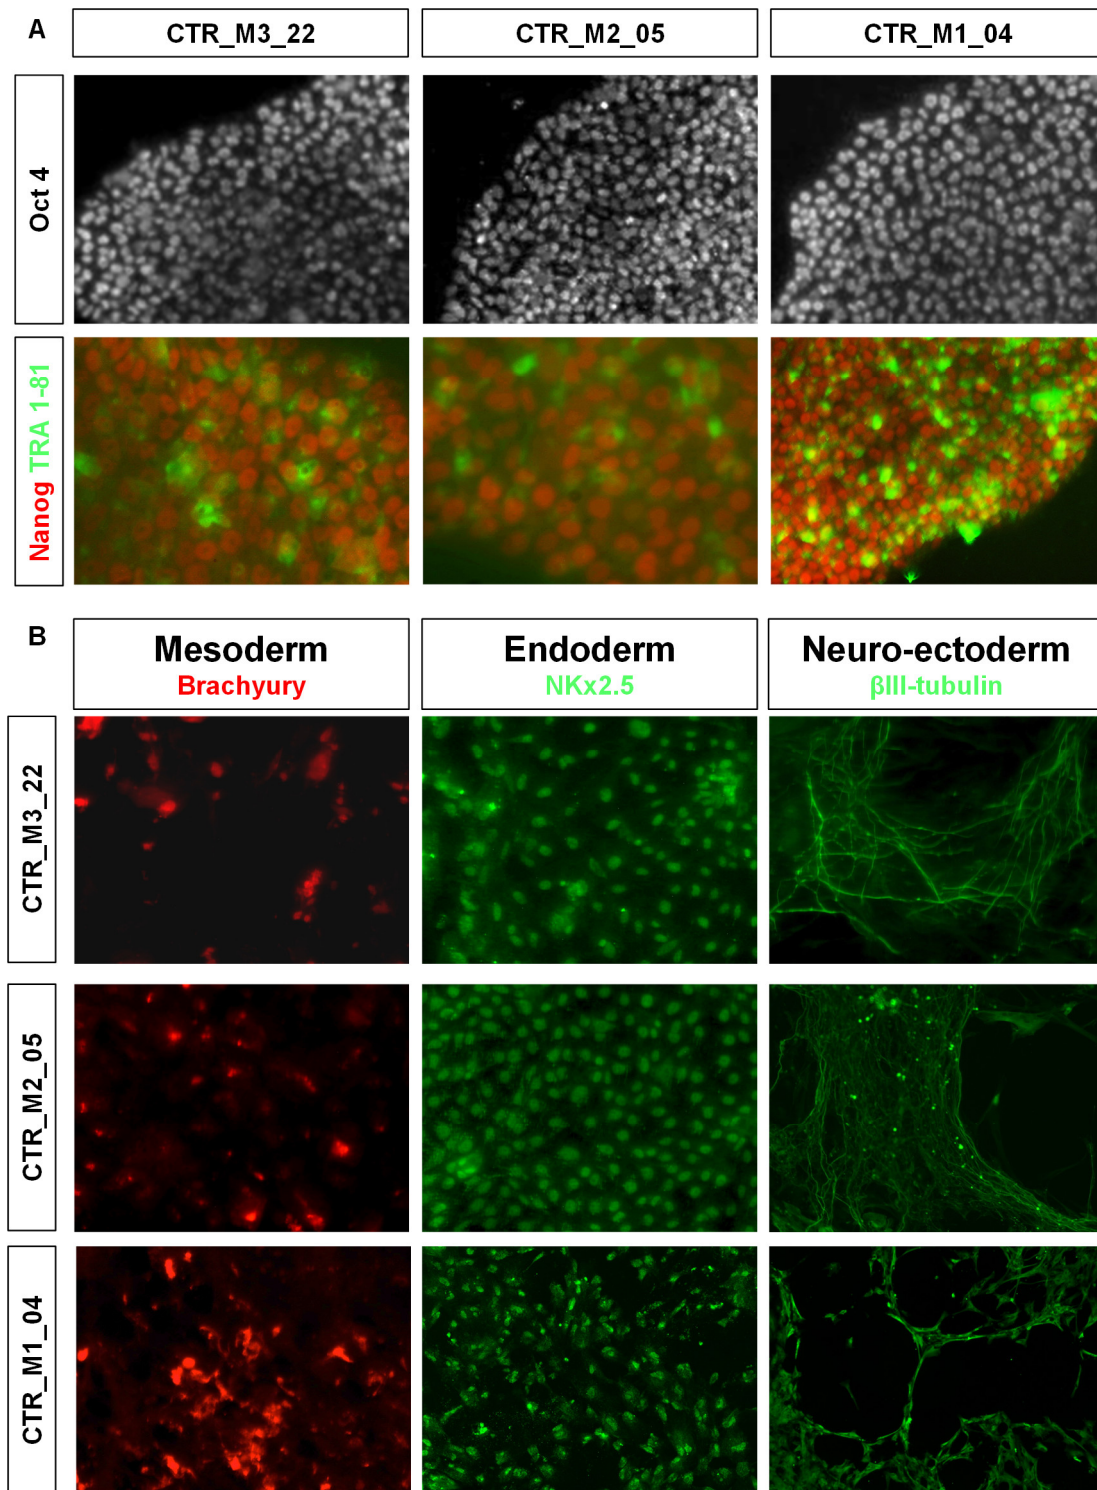 A
CTR_M3_22
CTR_M2_05
CTR_M1_04
Oct 4
Nanog TRA 1-81
B
Mesoderm
Brachyury
Endoderm
NKx2.5
Neuro-ectoderm
βIII-tubulin
CTR_M3_22
CTR_M2_05
CTR_M1_04